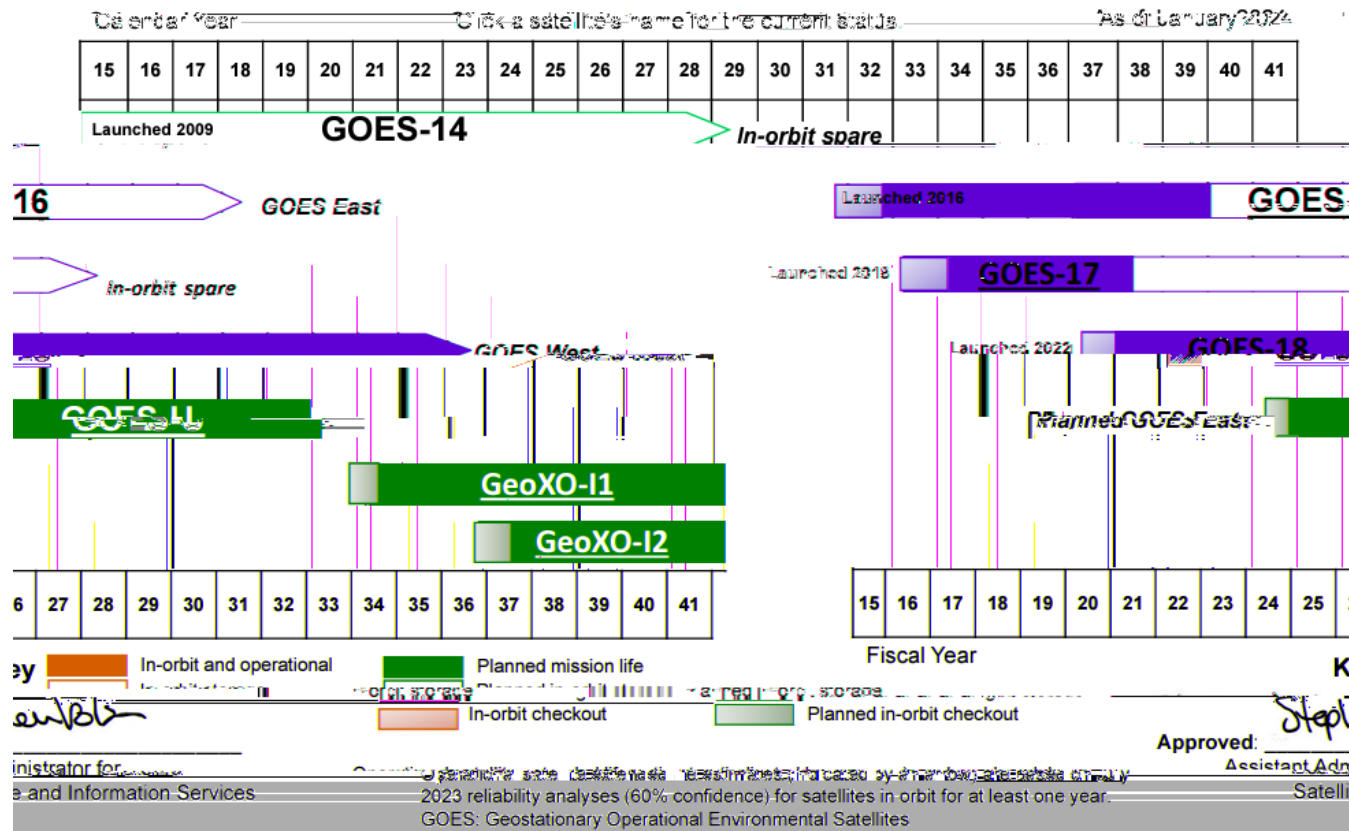 Calendar Year Click a satellite's name for the current status. As of January 2024
15 16 17 18 19 20 21 22 23 24 25 26 27 28 29 30 31 32 33 34 35 36 37 38 39 40 41
Launched 2009 GOES-14 In-orbit spare
16 GOES East Launched 2016 GOES
In-orbit spare Launched 2018 GOES-17
GOES West Launched 2022 GOES-18
Planned GOES East
GeoXO-I1
GeoXO-I2
6 27 28 29 30 31 32 33 34 35 36 37 38 39 40 41 15 16 17 18 19 20 21 22 23 24 25
Fiscal Year
ey In-orbit and operational Planned mission life K
In-orbit checkout Planned in-orbit checkout
Approved:
inistrator for Assistant Adm
e and Information Services 2023 reliability analyses (60% confidence) for satellites in orbit for at least one year. Satelli
GOES: Geostationary Operational Environmental Satellites